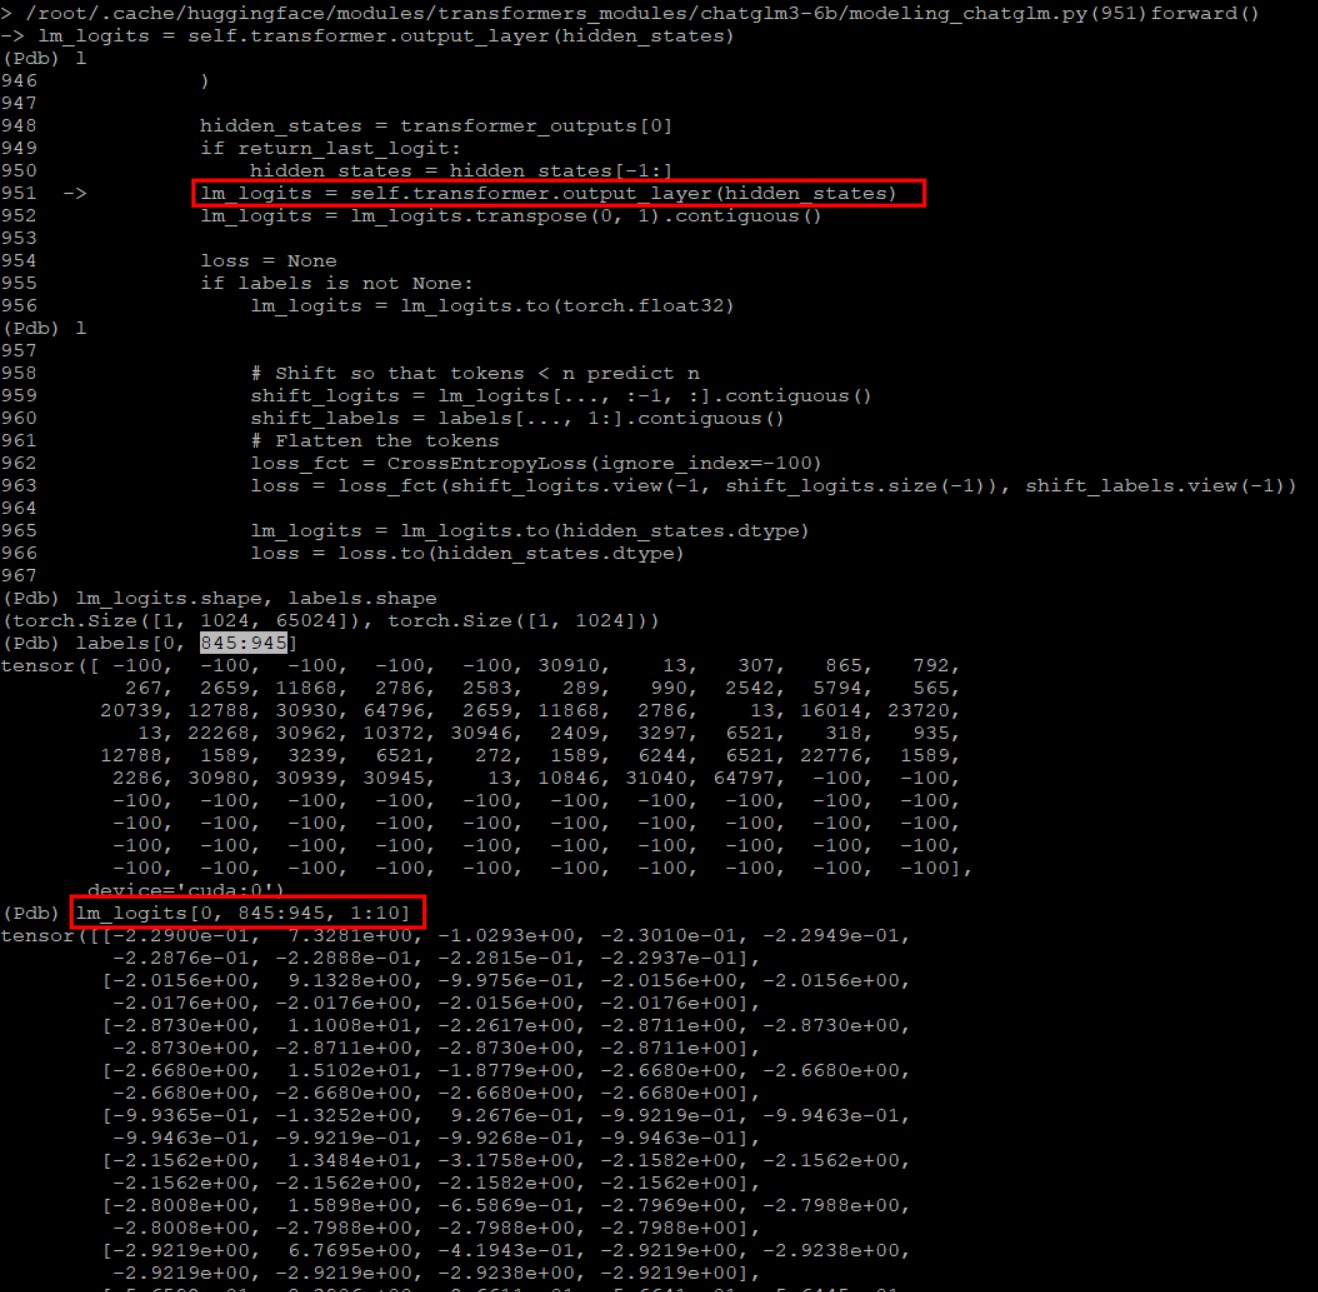 > /root/.cache/huggingface/modules/transformers_modules/chatglm3-6b/modeling_chatglm.py(951)forward()
-> lm_logits = self.transformer.output_layer(hidden_states)
(Pdb) l
946             )
947
948             hidden_states = transformer_outputs[0]
949             if return_last_logit:
950                 hidden_states = hidden_states[-1:]
951  ->         lm_logits = self.transformer.output_layer(hidden_states)
952             lm_logits = lm_logits.transpose(0, 1).contiguous()
953
954             loss = None
955             if labels is not None:
956                 lm_logits = lm_logits.to(torch.float32)
(Pdb) l
957
958                 # Shift so that tokens < n predict n
959                 shift_logits = lm_logits[..., :-1, :].contiguous()
960                 shift_labels = labels[..., 1:].contiguous()
961                 # Flatten the tokens
962                 loss_fct = CrossEntropyLoss(ignore_index=-100)
963                 loss = loss_fct(shift_logits.view(-1, shift_logits.size(-1)), shift_labels.view(-1))
964
965                 lm_logits = lm_logits.to(hidden_states.dtype)
966                 loss = loss.to(hidden_states.dtype)
967
(Pdb) lm_logits.shape, labels.shape
(torch.Size([1, 1024, 65024]), torch.Size([1, 1024]))
(Pdb) labels[0, 845:945]
tensor([ -100,  -100,  -100,  -100,  -100, 30910,    13,   307,   865,   792,
          267,  2659, 11868,  2786,  2583,   289,   990,  2542,  5794,   565,
        20739, 12788, 30930, 64796,  2659, 11868,  2786,    13, 16014, 23720,
           13, 22268, 30962, 10372, 30946,  2409,  3297,  6521,   318,   935,
        12788,  1589,  3239,  6521,   272,  1589,  6244,  6521, 22776,  1589,
         2286, 30980, 30939, 30945,    13, 10846, 31040, 64797,  -100,  -100,
         -100,  -100,  -100,  -100,  -100,  -100,  -100,  -100,  -100,  -100,
         -100,  -100,  -100,  -100,  -100,  -100,  -100,  -100,  -100,  -100,
         -100,  -100,  -100,  -100,  -100,  -100,  -100,  -100,  -100,  -100,
         -100,  -100,  -100,  -100,  -100,  -100,  -100,  -100,  -100,  -100],
       device='cuda:0')
(Pdb) lm_logits[0, 845:945, 1:10]
tensor([[-2.2900e-01,  7.3281e+00, -1.0293e+00, -2.3010e-01, -2.2949e-01,
         -2.2876e-01, -2.2888e-01, -2.2815e-01, -2.2937e-01],
        [-2.0156e+00,  9.1328e+00, -9.9756e-01, -2.0156e+00, -2.0156e+00,
         -2.0176e+00, -2.0176e+00, -2.0156e+00, -2.0176e+00],
        [-2.8730e+00,  1.1008e+01, -2.2617e+00, -2.8711e+00, -2.8730e+00,
         -2.8730e+00, -2.8711e+00, -2.8730e+00, -2.8711e+00],
        [-2.6680e+00,  1.5102e+01, -1.8779e+00, -2.6680e+00, -2.6680e+00,
         -2.6680e+00, -2.6680e+00, -2.6680e+00, -2.6680e+00],
        [-9.9365e-01, -1.3252e+00,  9.2676e-01, -9.9219e-01, -9.9463e-01,
         -9.9463e-01, -9.9219e-01, -9.9268e-01, -9.9463e-01],
        [-2.1562e+00,  1.3484e+01, -3.1758e+00, -2.1582e+00, -2.1562e+00,
         -2.1562e+00, -2.1562e+00, -2.1582e+00, -2.1562e+00],
        [-2.8008e+00,  1.5898e+00, -6.5869e-01, -2.7969e+00, -2.7988e+00,
         -2.8008e+00, -2.7988e+00, -2.7988e+00, -2.7988e+00],
        [-2.9219e+00,  6.7695e+00, -4.1943e-01, -2.9219e+00, -2.9238e+00,
         -2.9219e+00, -2.9219e+00, -2.9238e+00, -2.9219e+00],